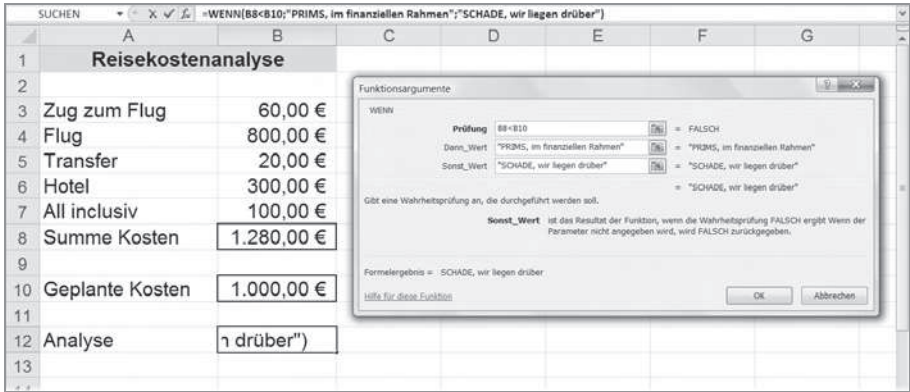 SUCHEN =WENN(B8<B10;"PRIMS, im finanziellen Rahmen";"SCHADE, wir liegen drüber")
A B C D E F G
1 Reisekostenanalyse
2
3 Zug zum Flug 60,00 €
4 Flug 800,00 €
5 Transfer 20,00 €
6 Hotel 300,00 €
7 All inclusiv 100,00 €
8 Summe Kosten 1.280,00 €
9
10 Geplante Kosten 1.000,00 €
11
12 Analyse n drüber")
13
Funktionsargumente
WENN
Prüfung B8<B10 = FALSCH
Dann_Wert "PRIMS, im finanziellen Rahmen" = "PRIMS, im finanziellen Rahmen"
Sonst_Wert "SCHADE, wir liegen drüber" = "SCHADE, wir liegen drüber"
= "SCHADE, wir liegen drüber"
Gibt eine Wahrheitsprüfung an, die durchgeführt werden soll.
Sonst_Wert ist das Resultat der Funktion, wenn die Wahrheitsprüfung FALSCH ergibt Wenn der
Parameter nicht angegeben wird, wird FALSCH zurückgegeben.
Formelergebnis = SCHADE, wir liegen drüber
Hilfe für diese Funktion OK Abbrechen